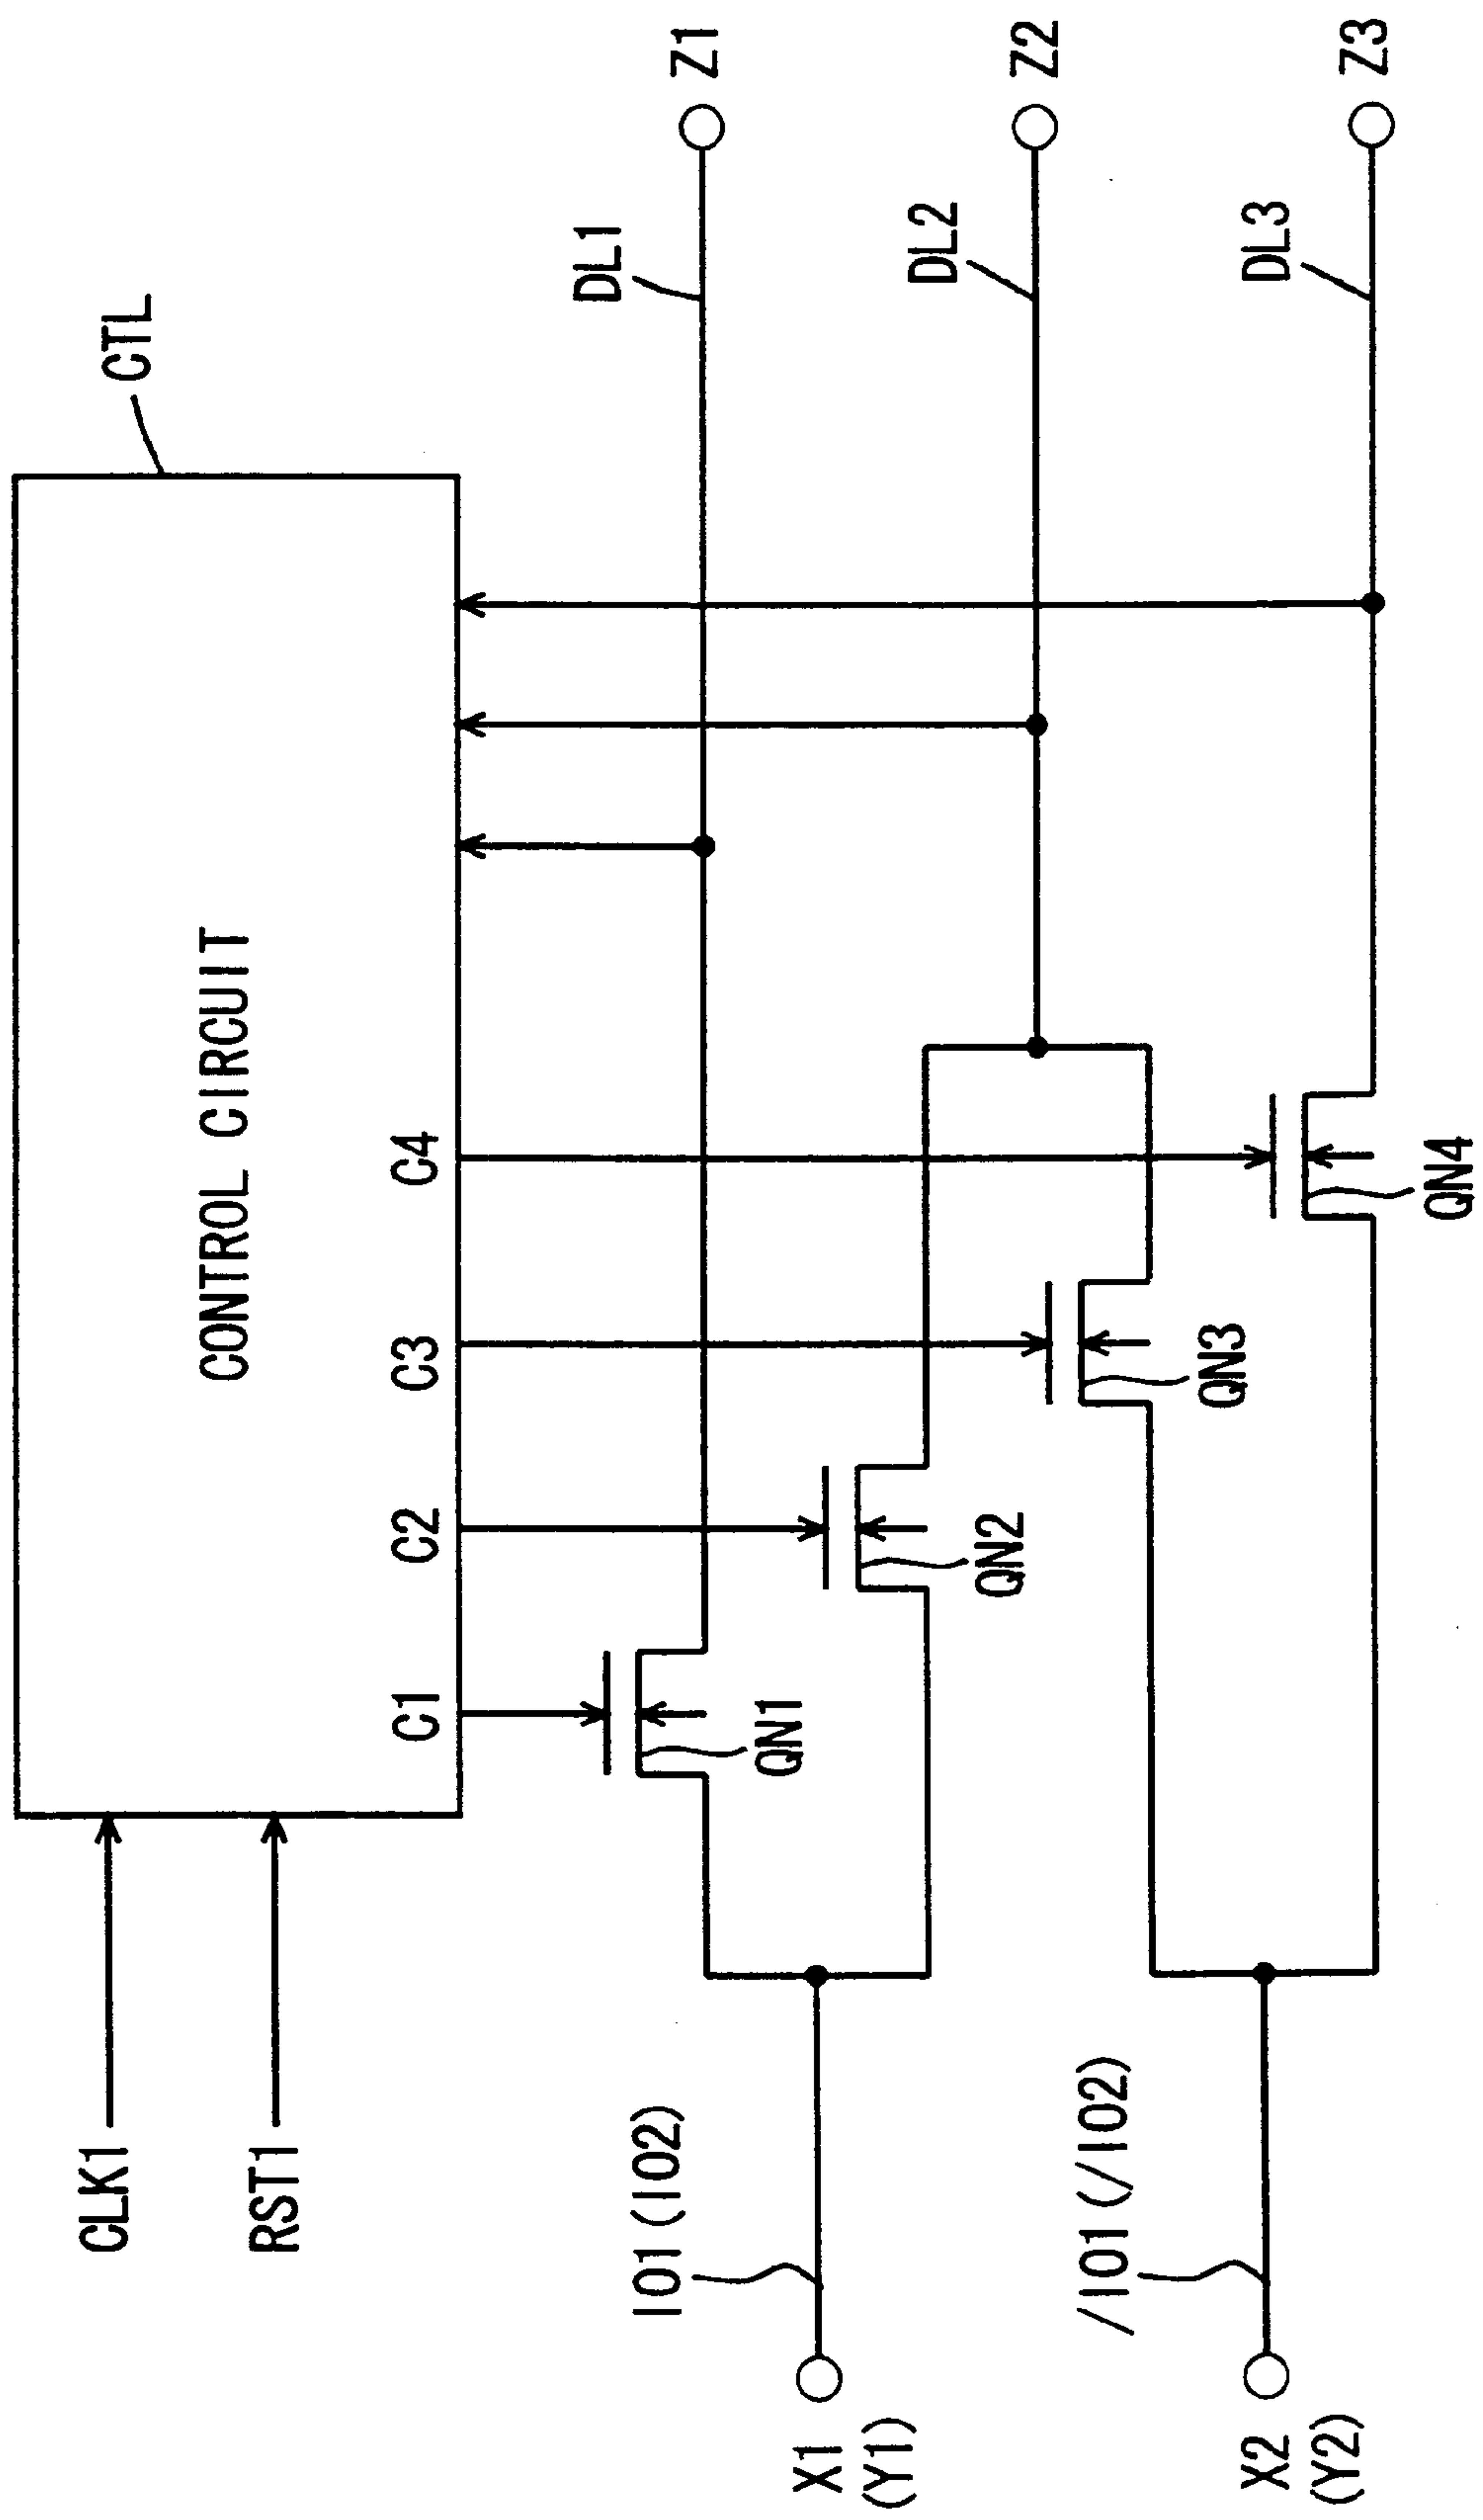 CTL
CLK1
CONTROL CIRCUIT
RST1
C1
C2
C3
C4
DL1
Z1
IO1(IO2)
QN1
X1
(Y1)
DL2
Z2
QN2
/IO1(/IO2)
QN3
X2
(Y2)
DL3
Z3
QN4